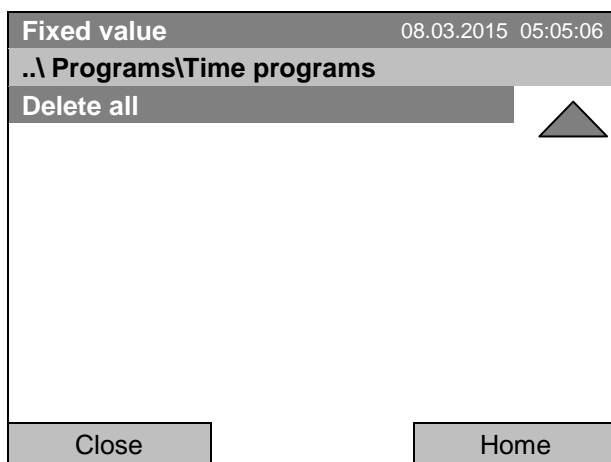 Fixed value 08.03.2015 05:05:06
..\ Programs\Time programs
Delete all
Close Home